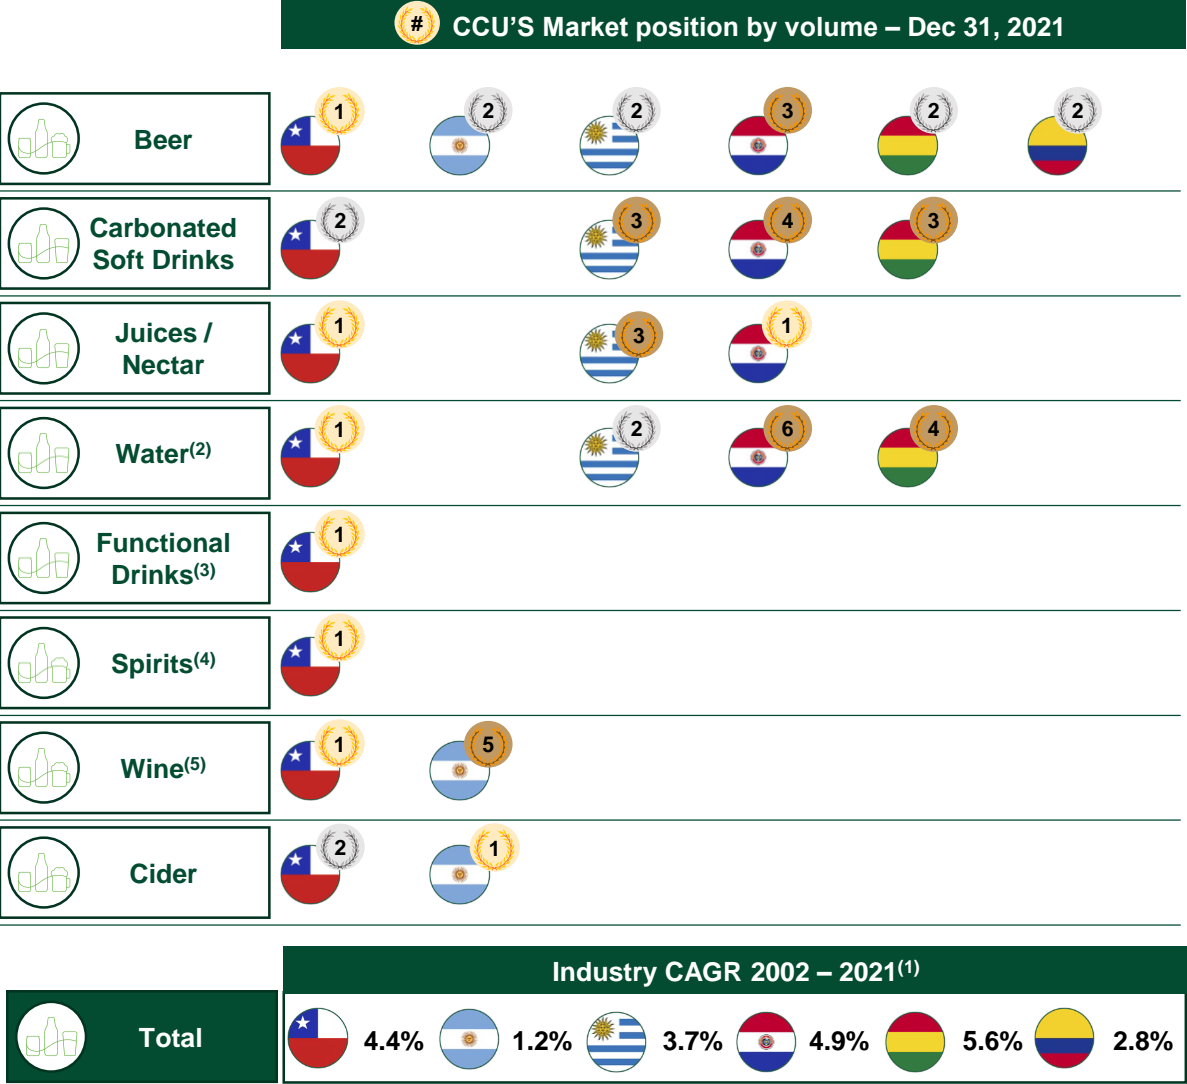 # CCU'S Market position by volume – Dec 31, 2021
Beer
1 2 2 3 2 2
Carbonated
Soft Drinks
2 3 4 3
Juices /
Nectar
1 3 1
Water(2)
1 2 6 4
Functional
Drinks(3)
1
Spirits(4)
1
Wine(5)
1 5
Cider
2 1
Industry CAGR 2002 – 2021(1)
Total
4.4% 1.2% 3.7% 4.9% 5.6% 2.8%